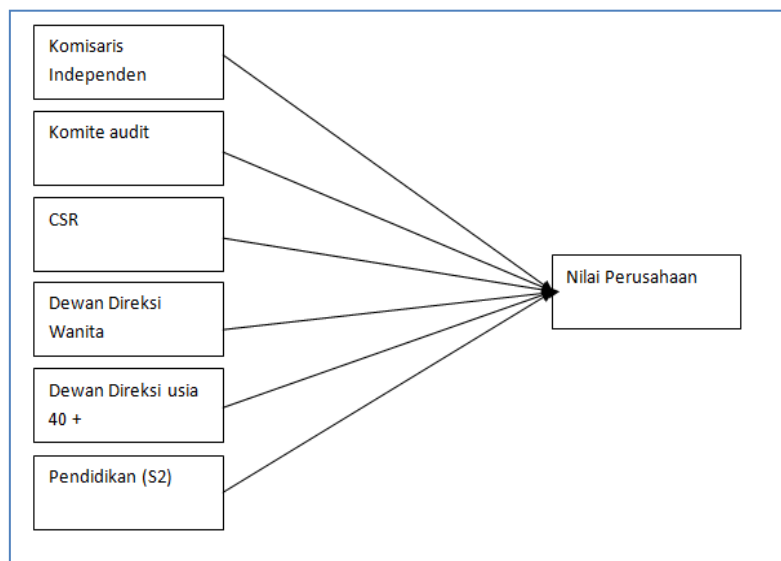 Komisaris
Independen
Komite audit
CSR
Dewan Direksi
Wanita
Dewan Direksi usia
40 +
Pendidikan (S2)
Nilai Perusahaan